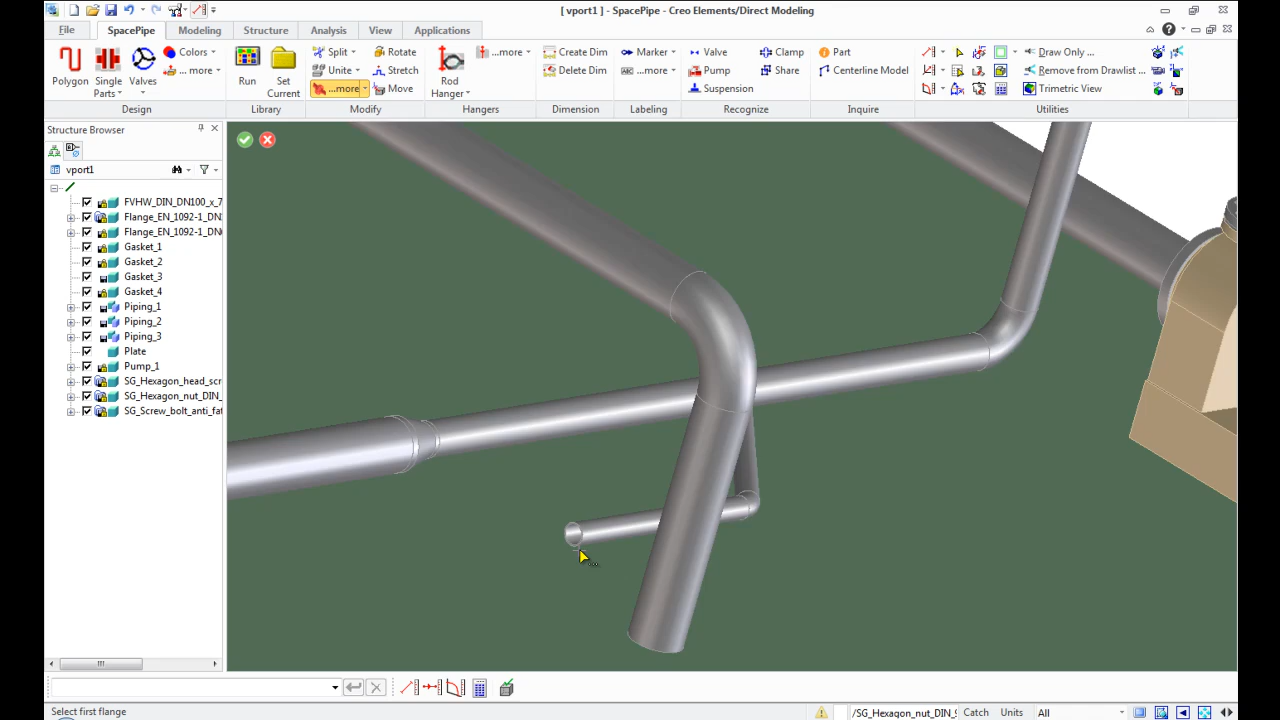 [ vport1 ] - SpacePipe - Creo Elements/Direct Modeling
File SpacePipe Modeling Structure Analysis View Applications
Polygon Single Parts Valves Colors ... more
Run Set Current
Split Unite ...more Rotate Stretch Move
Rod Hanger ...more
Create Dim Delete Dim
Marker ...more
Valve Pump Suspension Clamp Share
Part Centerline Model
Draw Only ... Remove from Drawlist ... Trimetric View
Design Library Modify Hangers Dimension Labeling Recognize Inquire Utilities
Structure Browser
vport1
FVHW_DIN_DN100_x_7
Flange_EN_1092-1_DN
Flange_EN_1092-1_DN
Gasket_1
Gasket_2
Gasket_3
Gasket_4
Piping_1
Piping_2
Piping_3
Plate
Pump_1
SG_Hexagon_head_scr
SG_Hexagon_nut_DIN_
SG_Screw_bolt_anti_fa
Select first flange
/SG_Hexagon_nut_DIN_ Catch Units All